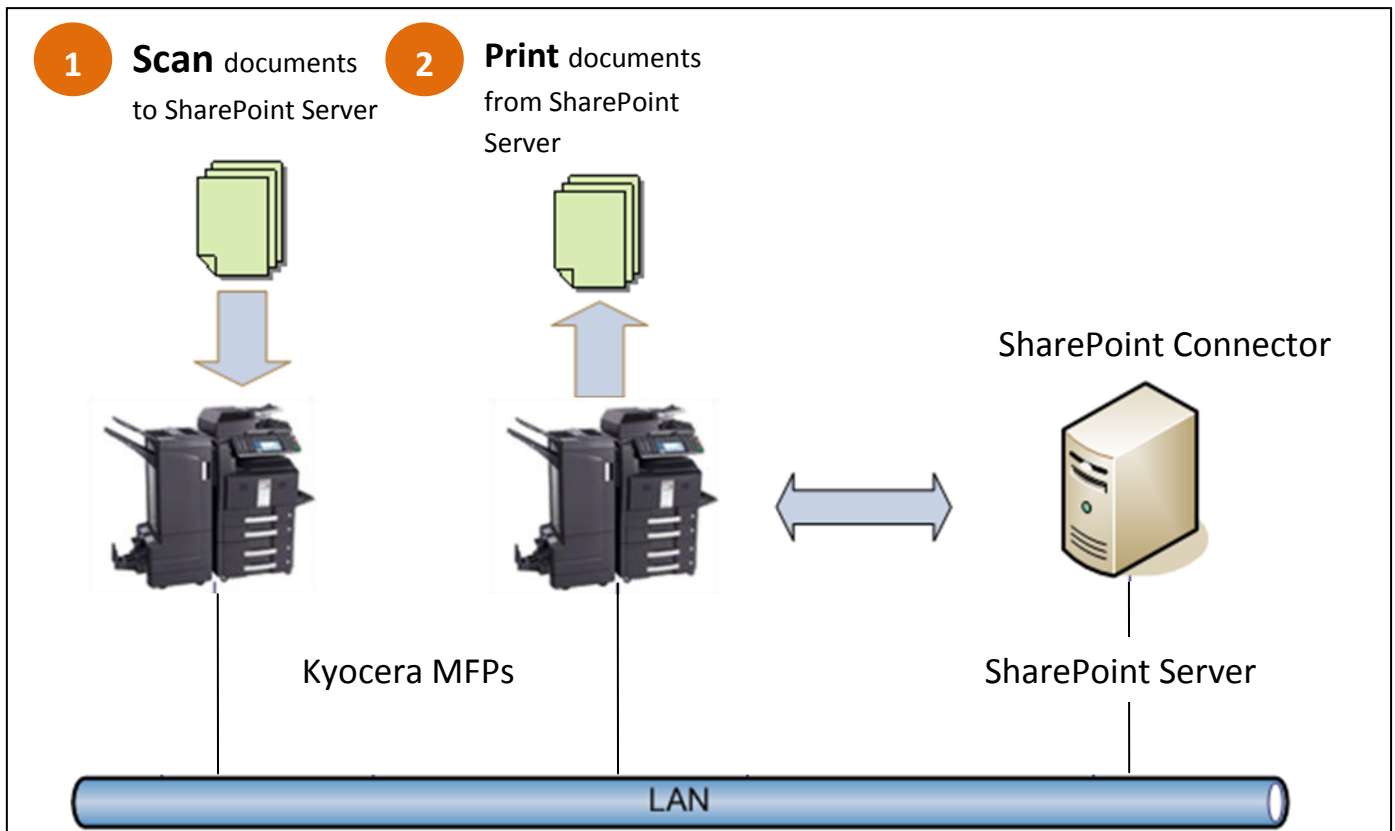 1
Scan documents
to SharePoint Server
2
Print documents
from SharePoint
Server
SharePoint Connector
Kyocera MFPs
SharePoint Server
LAN